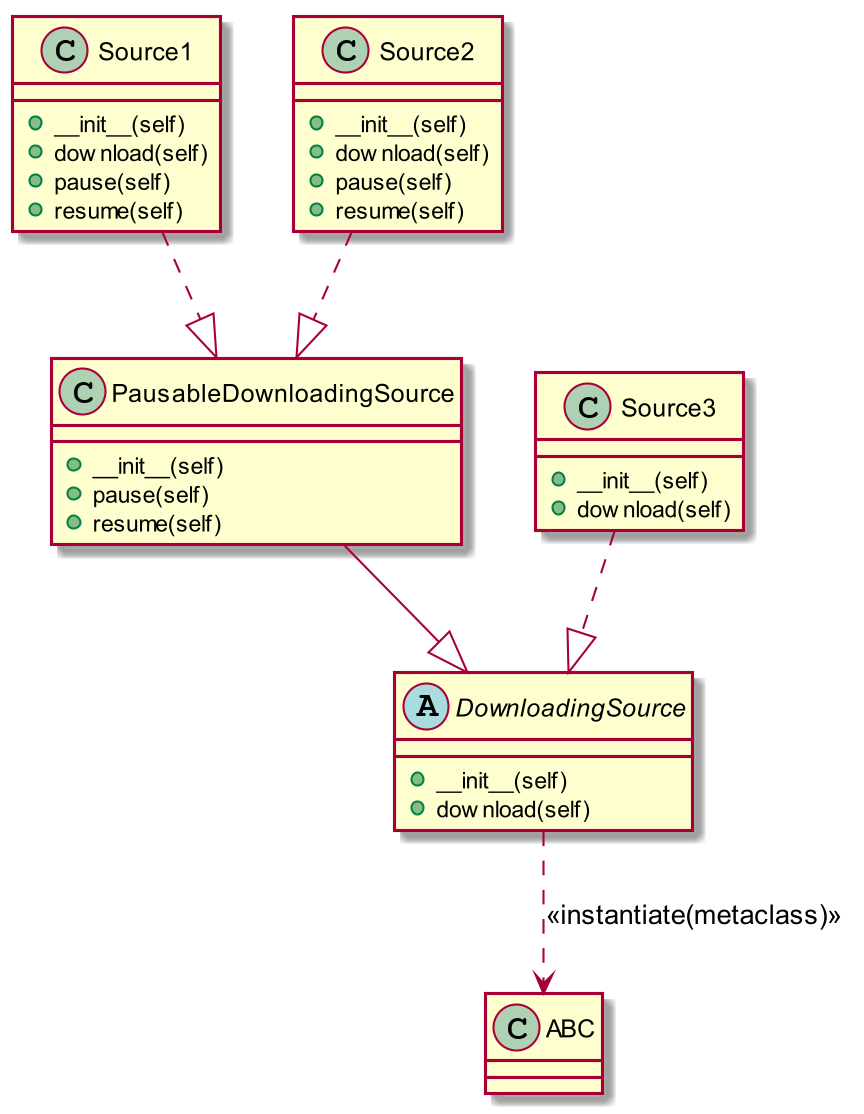 C Source1
__init__(self)
download(self)
pause(self)
resume(self)
C Source2
__init__(self)
download(self)
pause(self)
resume(self)
C PausableDownloadingSource
__init__(self)
pause(self)
resume(self)
C Source3
__init__(self)
download(self)
A DownloadingSource
__init__(self)
download(self)
«instantiate(metaclass)»
C ABC